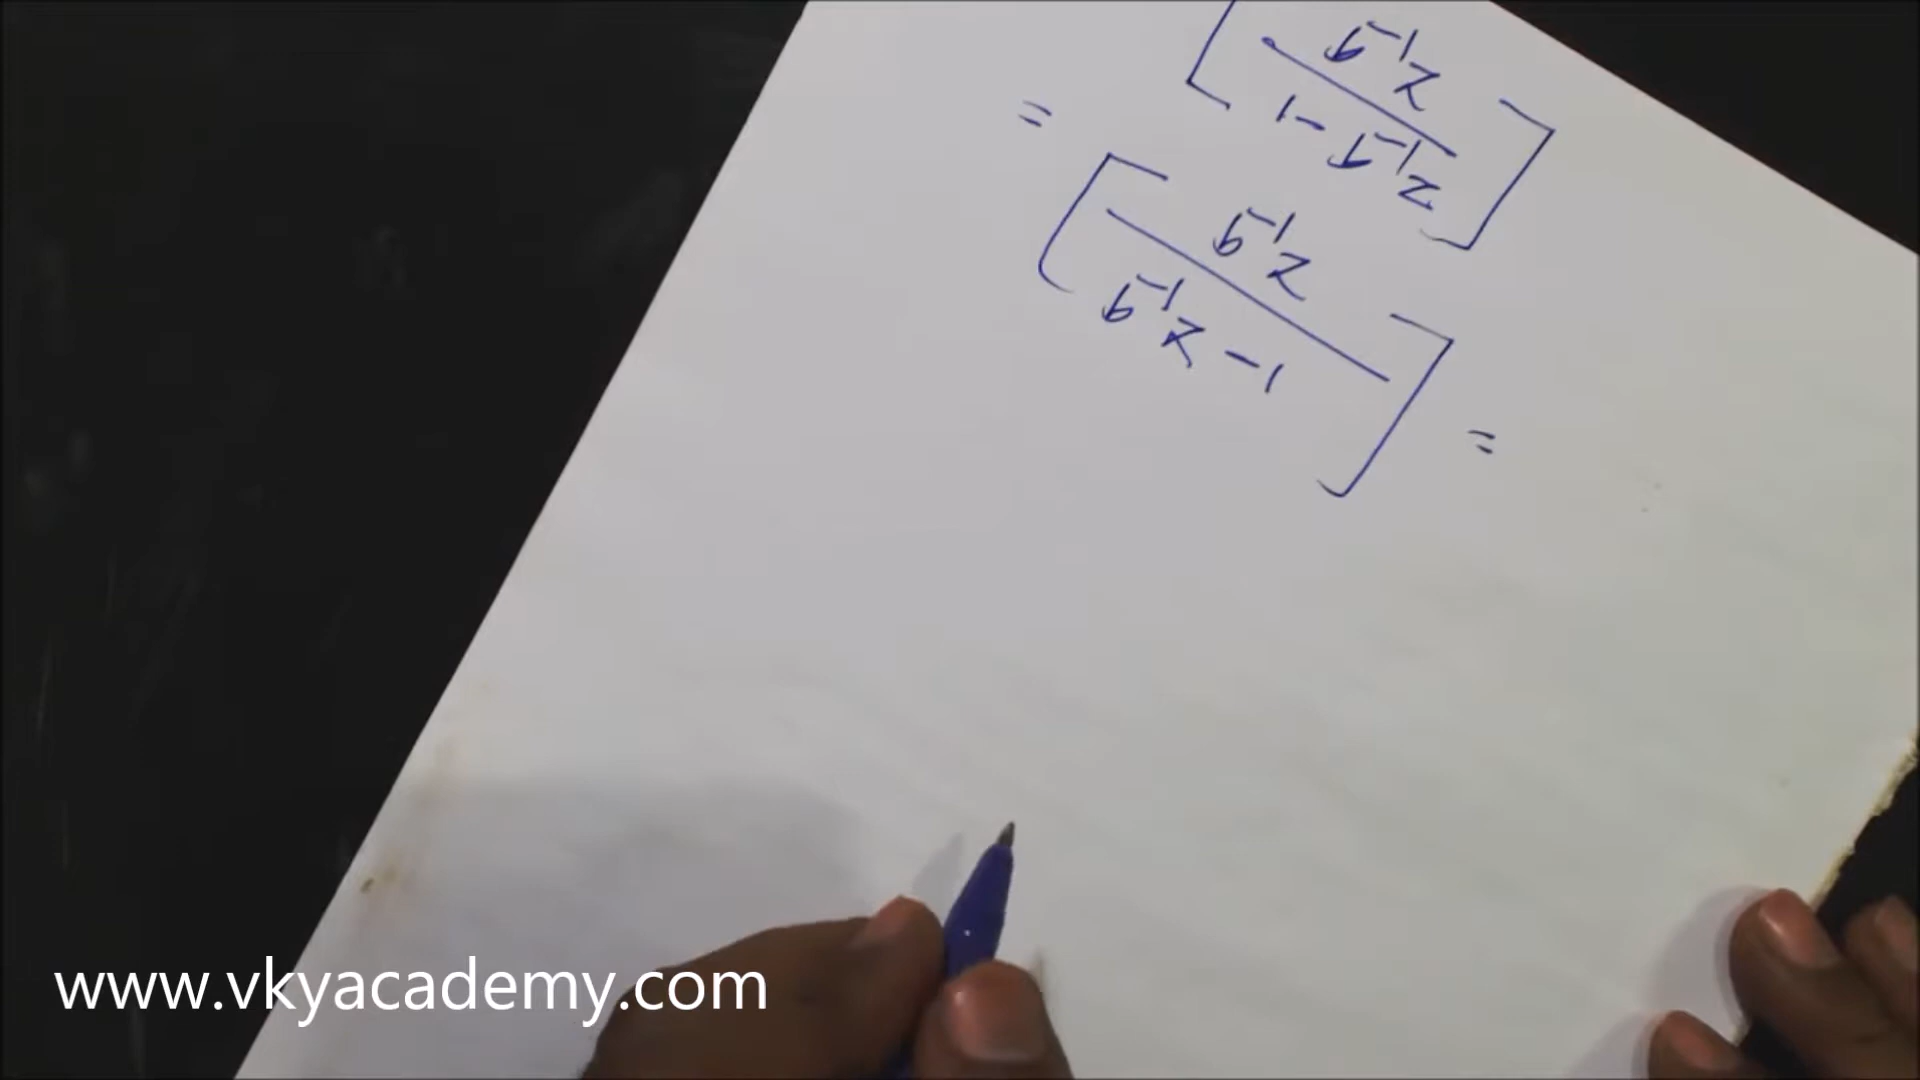 [ b⁻¹z / 1 - b⁻¹z ]
= [ b⁻¹z / b⁻¹z - 1 ] =
www.vkyacademy.com